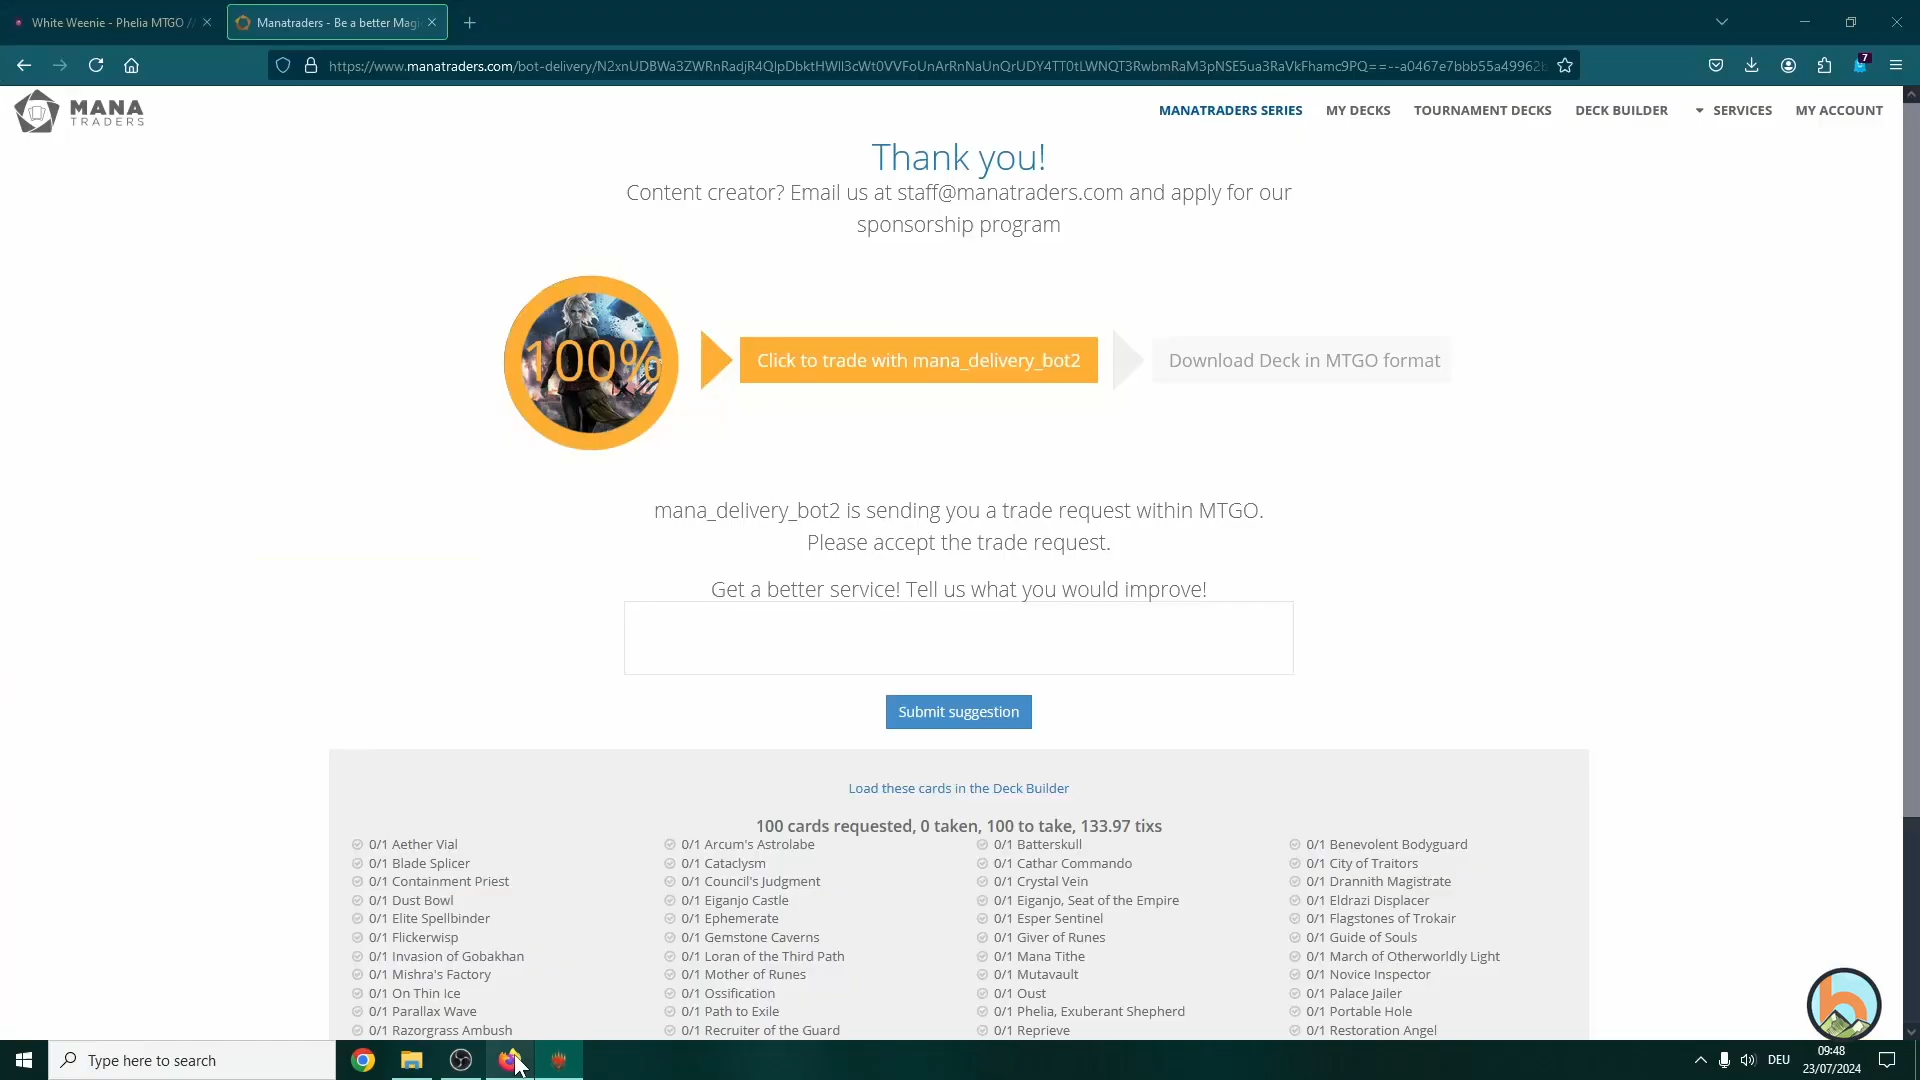 White Weenie - Phelia MTGO //
Manatraders - Be a better Magi
https://www.manatraders.com/bot-delivery/
7
MANA
TRADERS
MANATRADERS SERIES
MY DECKS
TOURNAMENT DECKS
DECK BUILDER
SERVICES
MY ACCOUNT
Thank you!
Content creator? Email us at staff@manatraders.com and apply for our
sponsorship program
100%
Click to trade with mana_delivery_bot2
Download Deck in MTGO format
mana_delivery_bot2 is sending you a trade request within MTGO.
Please accept the trade request.
Get a better service! Tell us what you would improve!
Submit suggestion
Load these cards in the Deck Builder
100 cards requested, 0 taken, 100 to take, 133.97 tixs
0/1 Aether Vial
0/1 Arcum's Astrolabe
0/1 Batterskull
0/1 Benevolent Bodyguard
0/1 Blade Splicer
0/1 Cataclysm
0/1 Cathar Commando
0/1 City of Traitors
0/1 Containment Priest
0/1 Council's Judgment
0/1 Crystal Vein
0/1 Drannith Magistrate
0/1 Dust Bowl
0/1 Eiganjo Castle
0/1 Eiganjo, Seat of the Empire
0/1 Eldrazi Displacer
0/1 Elite Spellbinder
0/1 Ephemerate
0/1 Esper Sentinel
0/1 Flagstones of Trokair
0/1 Flickerwisp
0/1 Gemstone Caverns
0/1 Giver of Runes
0/1 Guide of Souls
0/1 Invasion of Gobakhan
0/1 Loran of the Third Path
0/1 Mana Tithe
0/1 March of Otherworldly Light
0/1 Mishra's Factory
0/1 Mother of Runes
0/1 Mutavault
0/1 Novice Inspector
0/1 On Thin Ice
0/1 Ossification
0/1 Oust
0/1 Palace Jailer
0/1 Parallax Wave
0/1 Path to Exile
0/1 Phelia, Exuberant Shepherd
0/1 Portable Hole
0/1 Razorgrass Ambush
0/1 Recruiter of the Guard
0/1 Reprieve
0/1 Restoration Angel
Type here to search
DEU
09:48
23/07/2024